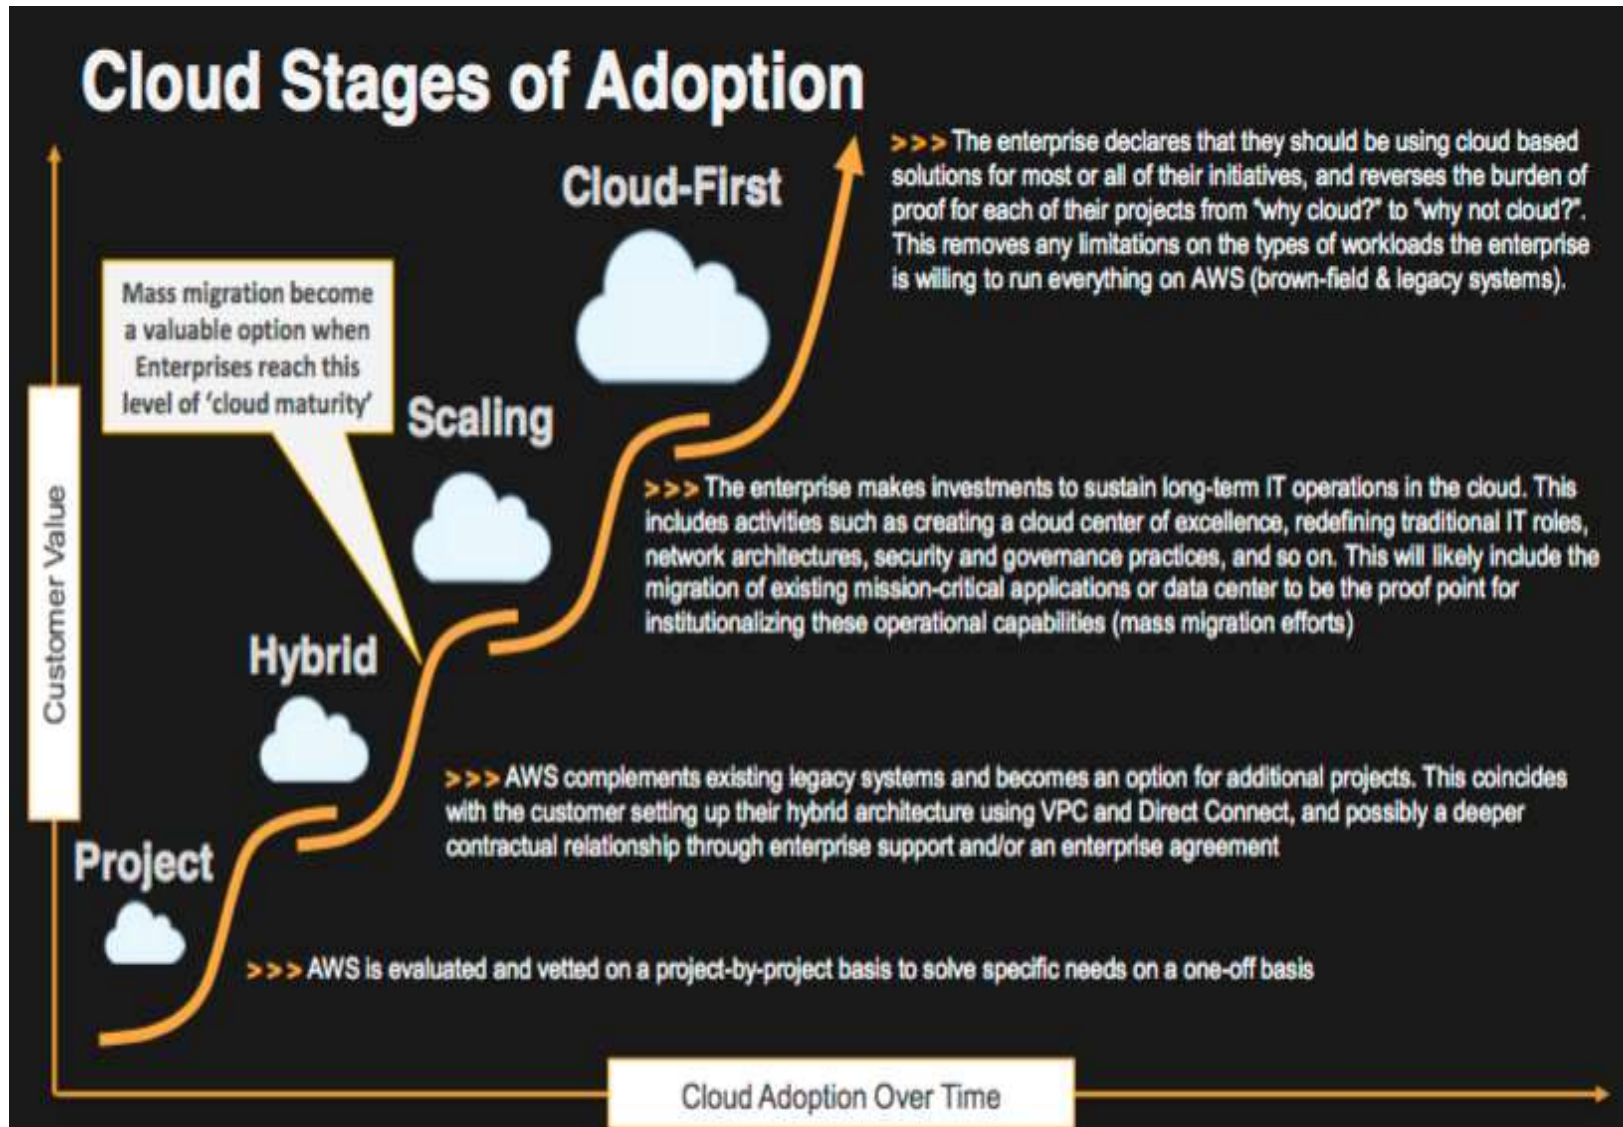 Cloud Stages of Adoption
Cloud-First
>>> The enterprise declares that they should be using cloud based
solutions for most or all of their initiatives, and reverses the burden of
proof for each of their projects from "why cloud?" to "why not cloud?".
This removes any limitations on the types of workloads the enterprise
is willing to run everything on AWS (brown-field & legacy systems).
Mass migration become
a valuable option when
Enterprises reach this
level of ‘cloud maturity’
Scaling
>>> The enterprise makes investments to sustain long-term IT operations in the cloud. This
includes activities such as creating a cloud center of excellence, redefining traditional IT roles,
network architectures, security and governance practices, and so on. This will likely include the
migration of existing mission-critical applications or data center to be the proof point for
institutionalizing these operational capabilities (mass migration efforts)
Hybrid
>>> AWS complements existing legacy systems and becomes an option for additional projects. This coincides
with the customer setting up their hybrid architecture using VPC and Direct Connect, and possibly a deeper
contractual relationship through enterprise support and/or an enterprise agreement
Project
>>> AWS is evaluated and vetted on a project-by-project basis to solve specific needs on a one-off basis
Customer Value
Cloud Adoption Over Time